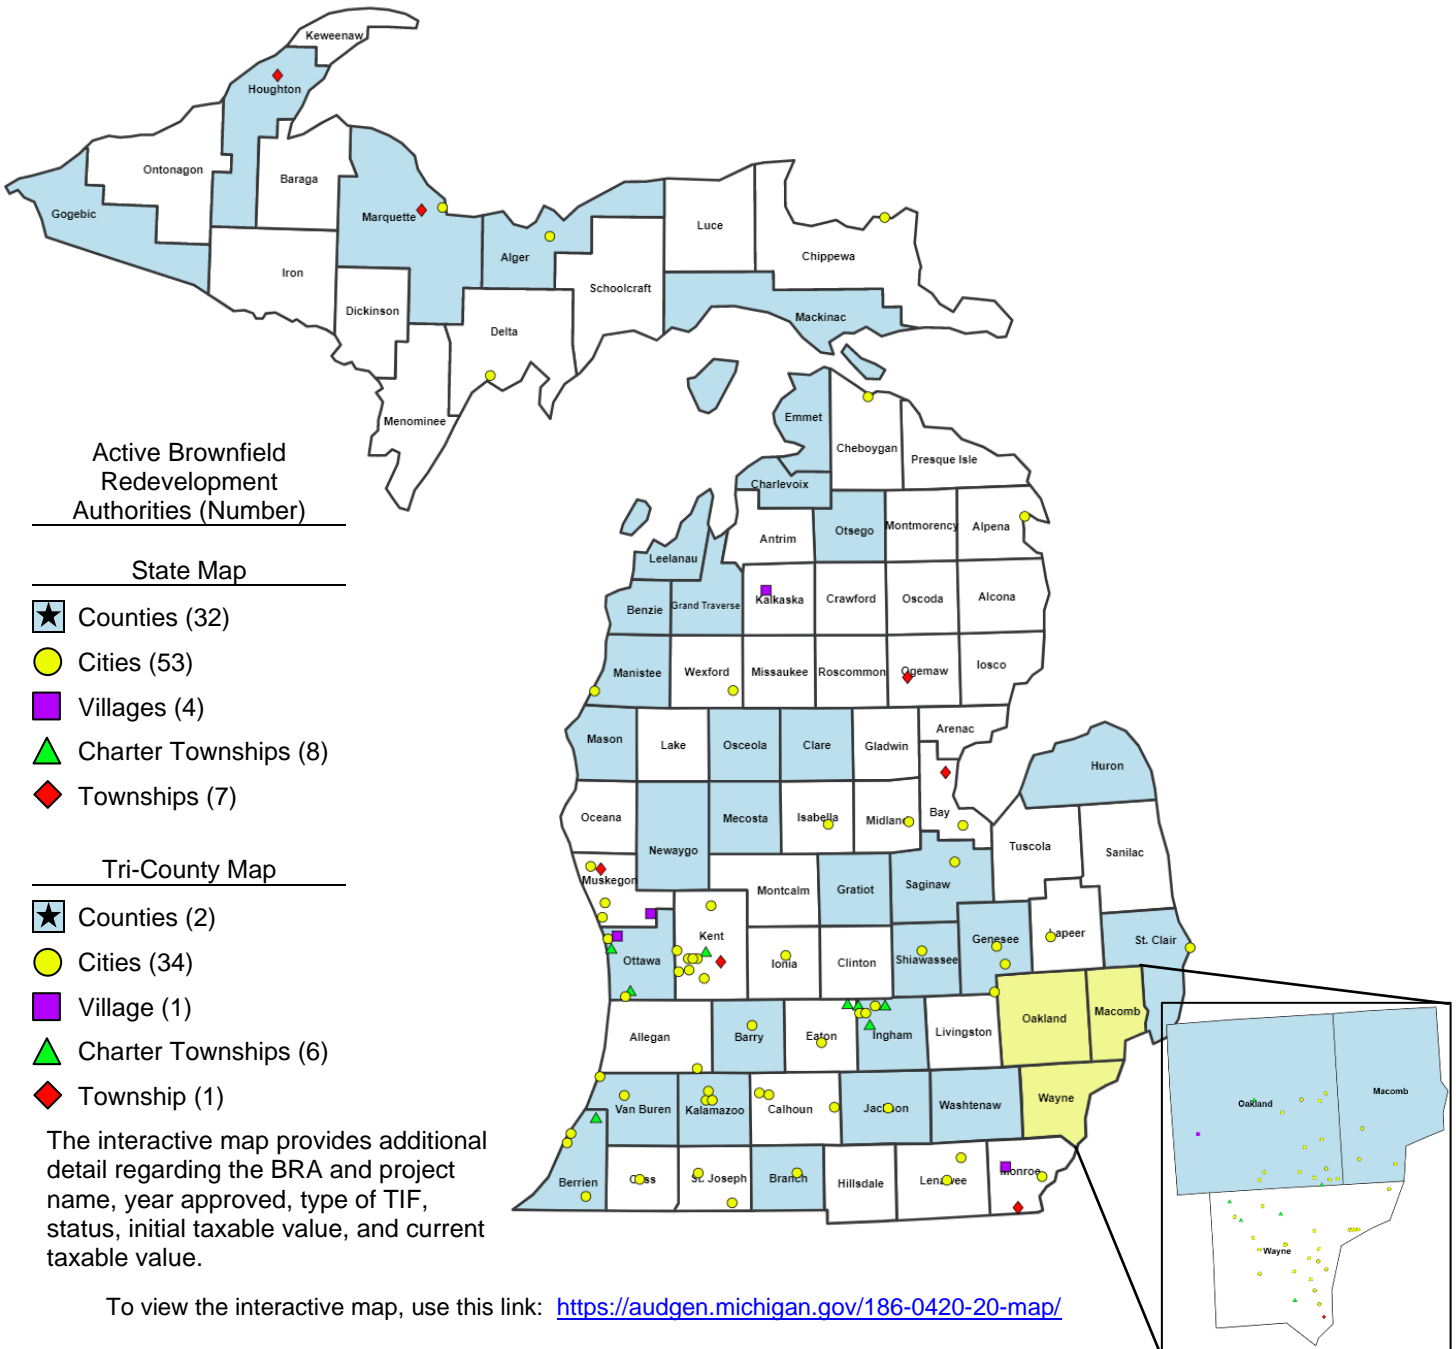 Keweenaw
Houghton
Ontonagon
Baraga
Gogebic
Marquette
Alger
Luce
Chippewa
Iron
Schoolcraft
Dickinson
Mackinac
Delta
Menominee
Emmet
Cheboygan
Presque Isle
Charlevoix
Antrim
Otsego
Montmorency
Alpena
Leelanau
Benzie
Grand Traverse
Kalkaska
Crawford
Oscoda
Alcona
Manistee
Wexford
Missaukee
Roscommon
Ogemaw
Iosco
Mason
Lake
Osceola
Clare
Gladwin
Arenac
Huron
Oceana
Newaygo
Mecosta
Isabella
Midland
Bay
Tuscola
Sanilac
Muskegon
Montcalm
Gratiot
Saginaw
Kent
Ottawa
Ionia
Clinton
Shiawassee
Genesee
Lapeer
St. Clair
Allegan
Barry
Eaton
Ingham
Livingston
Oakland
Macomb
Van Buren
Kalamazoo
Calhoun
Jackson
Washtenaw
Wayne
Berrien
Cass
St. Joseph
Branch
Hillsdale
Lenawee
Monroe
Active Brownfield
Redevelopment
Authorities (Number)
State Map
Counties (32)
Cities (53)
Villages (4)
Charter Townships (8)
Townships (7)
Tri-County Map
Counties (2)
Cities (34)
Village (1)
Charter Townships (6)
Township (1)
The interactive map provides additional
detail regarding the BRA and project
name, year approved, type of TIF,
status, initial taxable value, and current
taxable value.
Oakland
Macomb
Wayne
To view the interactive map, use this link: https://audgen.michigan.gov/186-0420-20-map/